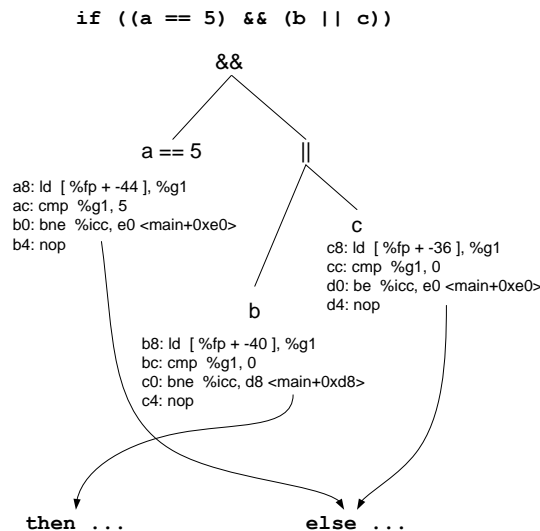 if ((a == 5) && (b || c))
&&
a == 5
||
a8: ld [ %fp + -44 ], %g1
ac: cmp %g1, 5
b0: bne %icc, e0 <main+0xe0>
b4: nop
c
c8: ld [ %fp + -36 ], %g1
cc: cmp %g1, 0
d0: be %icc, e0 <main+0xe0>
d4: nop
b
b8: ld [ %fp + -40 ], %g1
bc: cmp %g1, 0
c0: bne %icc, d8 <main+0xd8>
c4: nop
then ...
else ...